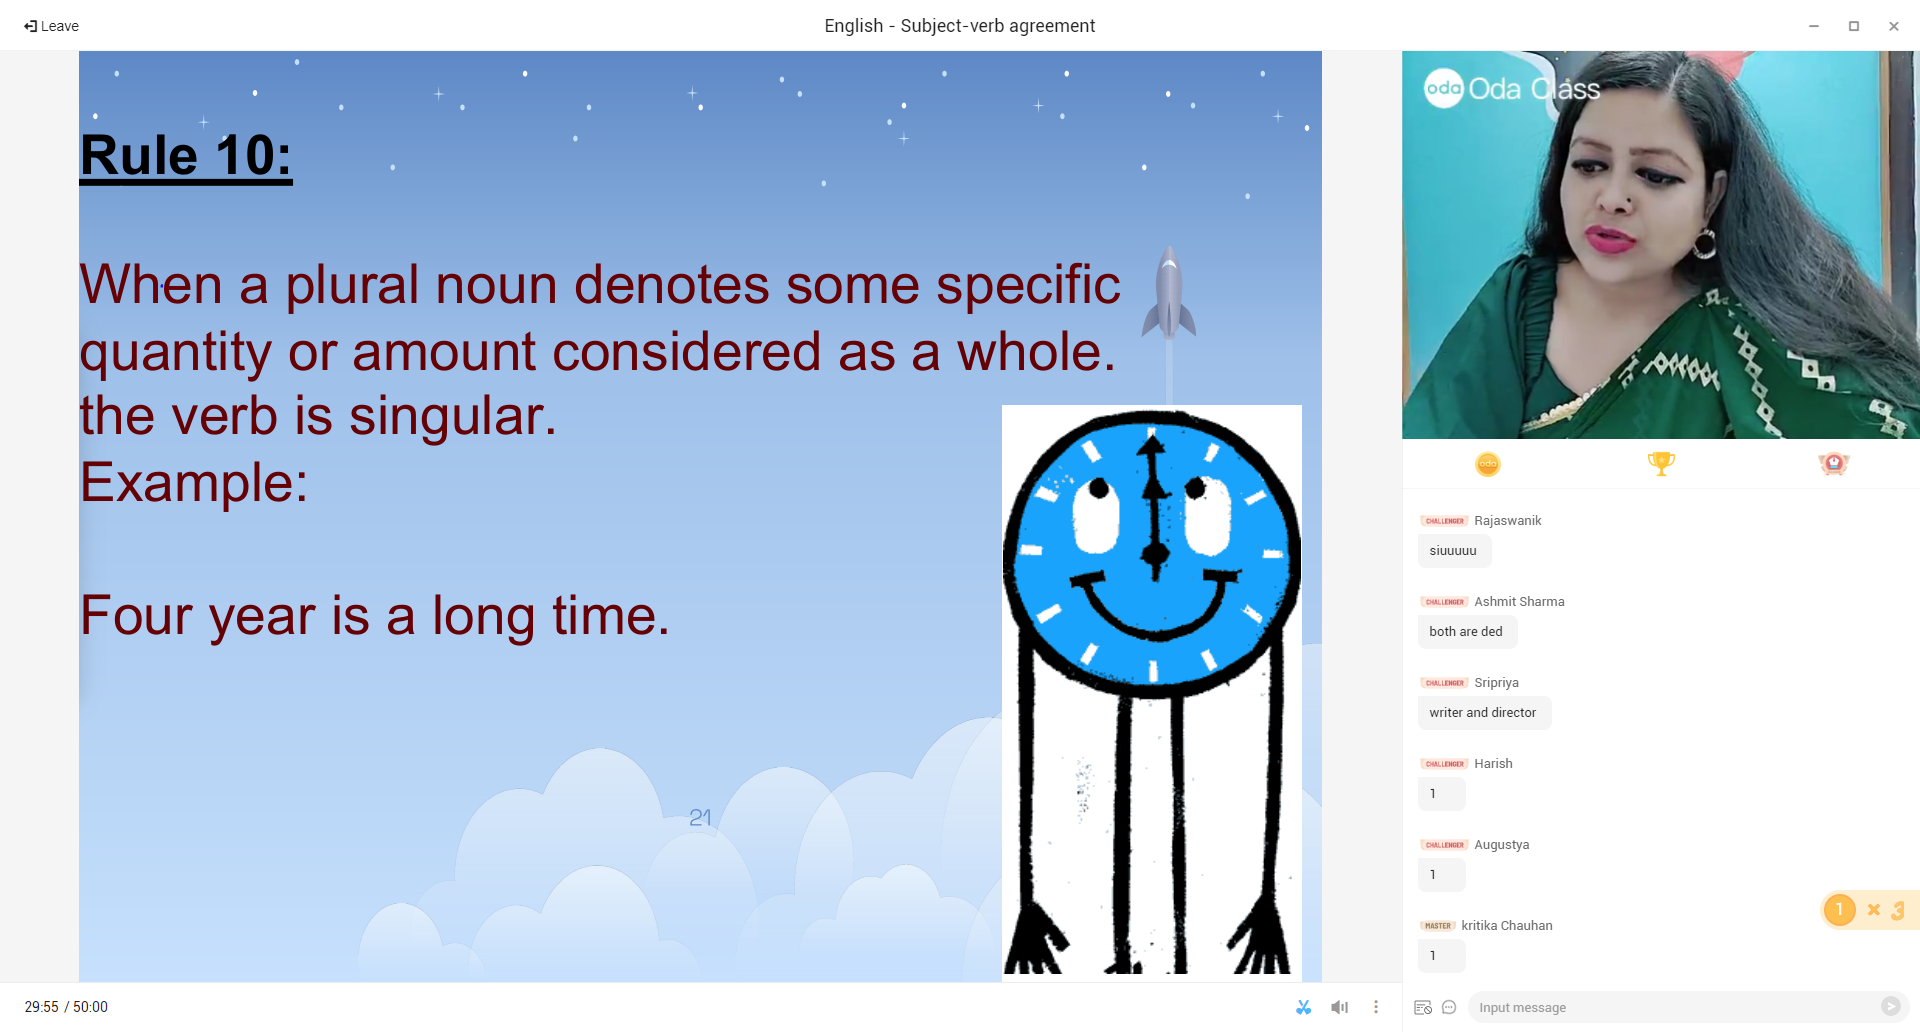 Leave
English - Subject-verb agreement
Rule 10:
When a plural noun denotes some specific
quantity or amount considered as a whole.
the verb is singular.
Example:
Four year is a long time.
21
29:55 / 50:00
oda Oda Class
oda
CHALLENGER Rajaswanik
siuuuuu
CHALLENGER Ashmit Sharma
both are ded
CHALLENGER Sripriya
writer and director
CHALLENGER Harish
1
CHALLENGER Augustya
1
1 × 3
MASTER kritika Chauhan
1
Input message